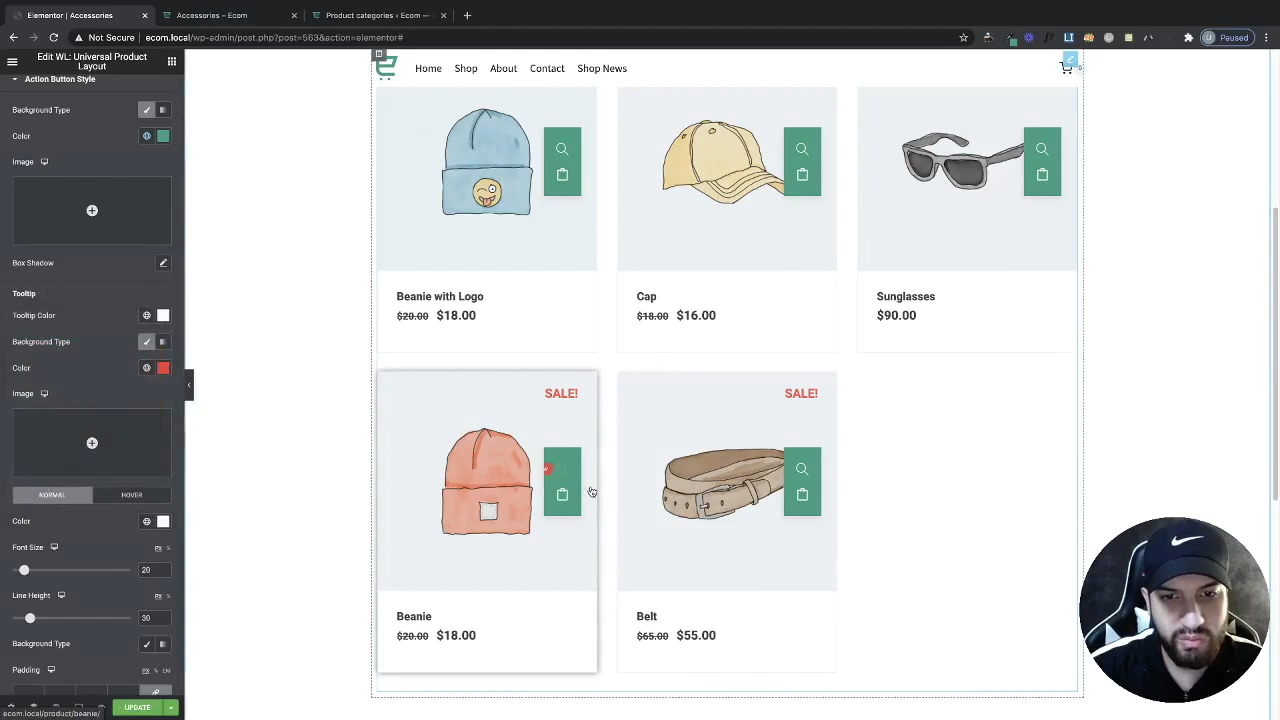 Elementor | Accessories
Accessories – Ecom
Product categories ‹ Ecom —
Not Secure
ecom.local/wp-admin/post.php?post=563&action=elementor#
Paused
Edit WL: Universal-Product
Layout
Action Button Style
Background Type
Color
Image
Box Shadow
Tooltip
Tooltip Color
Background Type
Color
Image
NORMAL
HOVER
Color
Font Size
PX %
20
Line Height
PX %
30
Background Type
Padding
PX % EM
UPDATE
ecom.local/product/beanie/
Home
Shop
About
Contact
Shop News
Beanie with Logo
$20.00 $18.00
Cap
$18.00 $16.00
Sunglasses
$90.00
SALE!
SALE!
Beanie
$20.00 $18.00
Belt
$65.00 $55.00